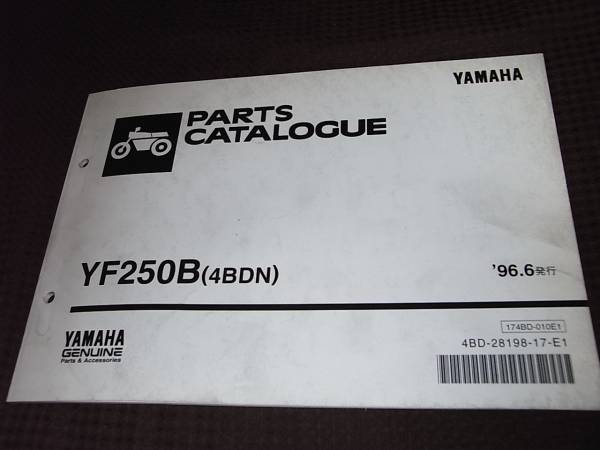 YAMAHA
PARTS
CATALOGUE
YF250B (4BDN)
'96.6発行
174BD-010E1
4BD-28198-17-E1
YAMAHA
GENUINE
Parts & Accessories